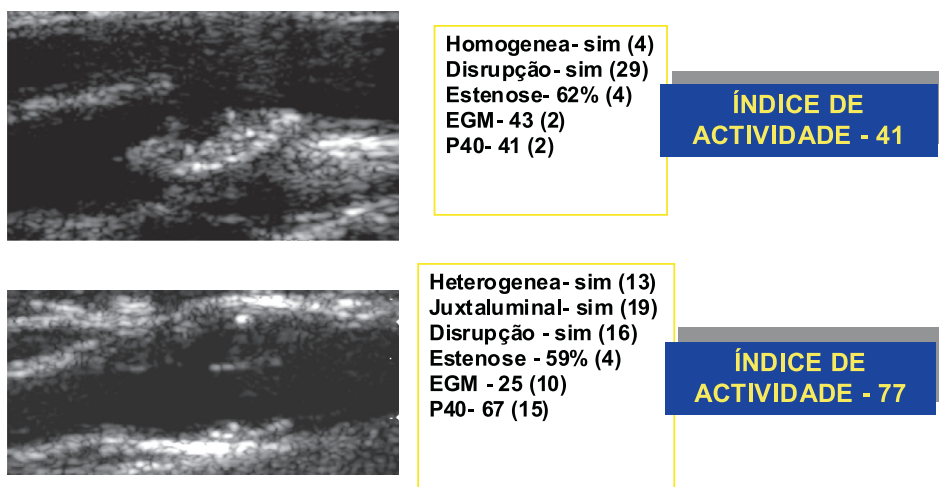 Homogenea- sim (4)
Disrupção- sim (29)
Estenose- 62% (4)
EGM- 43 (2)
P40- 41 (2)
ÍNDICE DE
ACTIVIDADE - 41
Heterogenea- sim (13)
Juxtaluminal- sim (19)
Disrupção - sim (16)
Estenose - 59% (4)
EGM - 25 (10)
P40- 67 (15)
ÍNDICE DE
ACTIVIDADE - 77